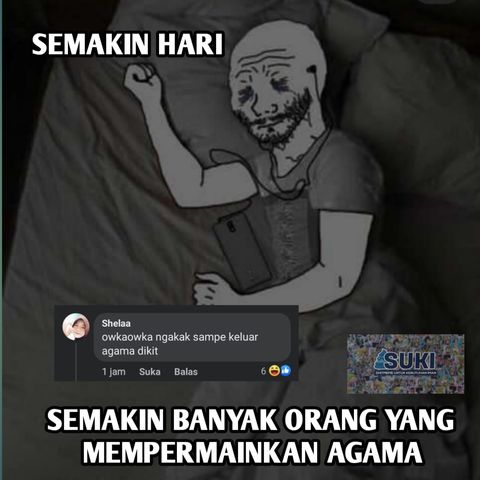 SEMAKIN HARI
Shelaa
owkaowka ngakak sampe keluar
agama dikit
1 jam Suka Balas 6
SUKI
SEMAKIN BANYAK ORANG YANG
MEMPERMAINKAN AGAMA